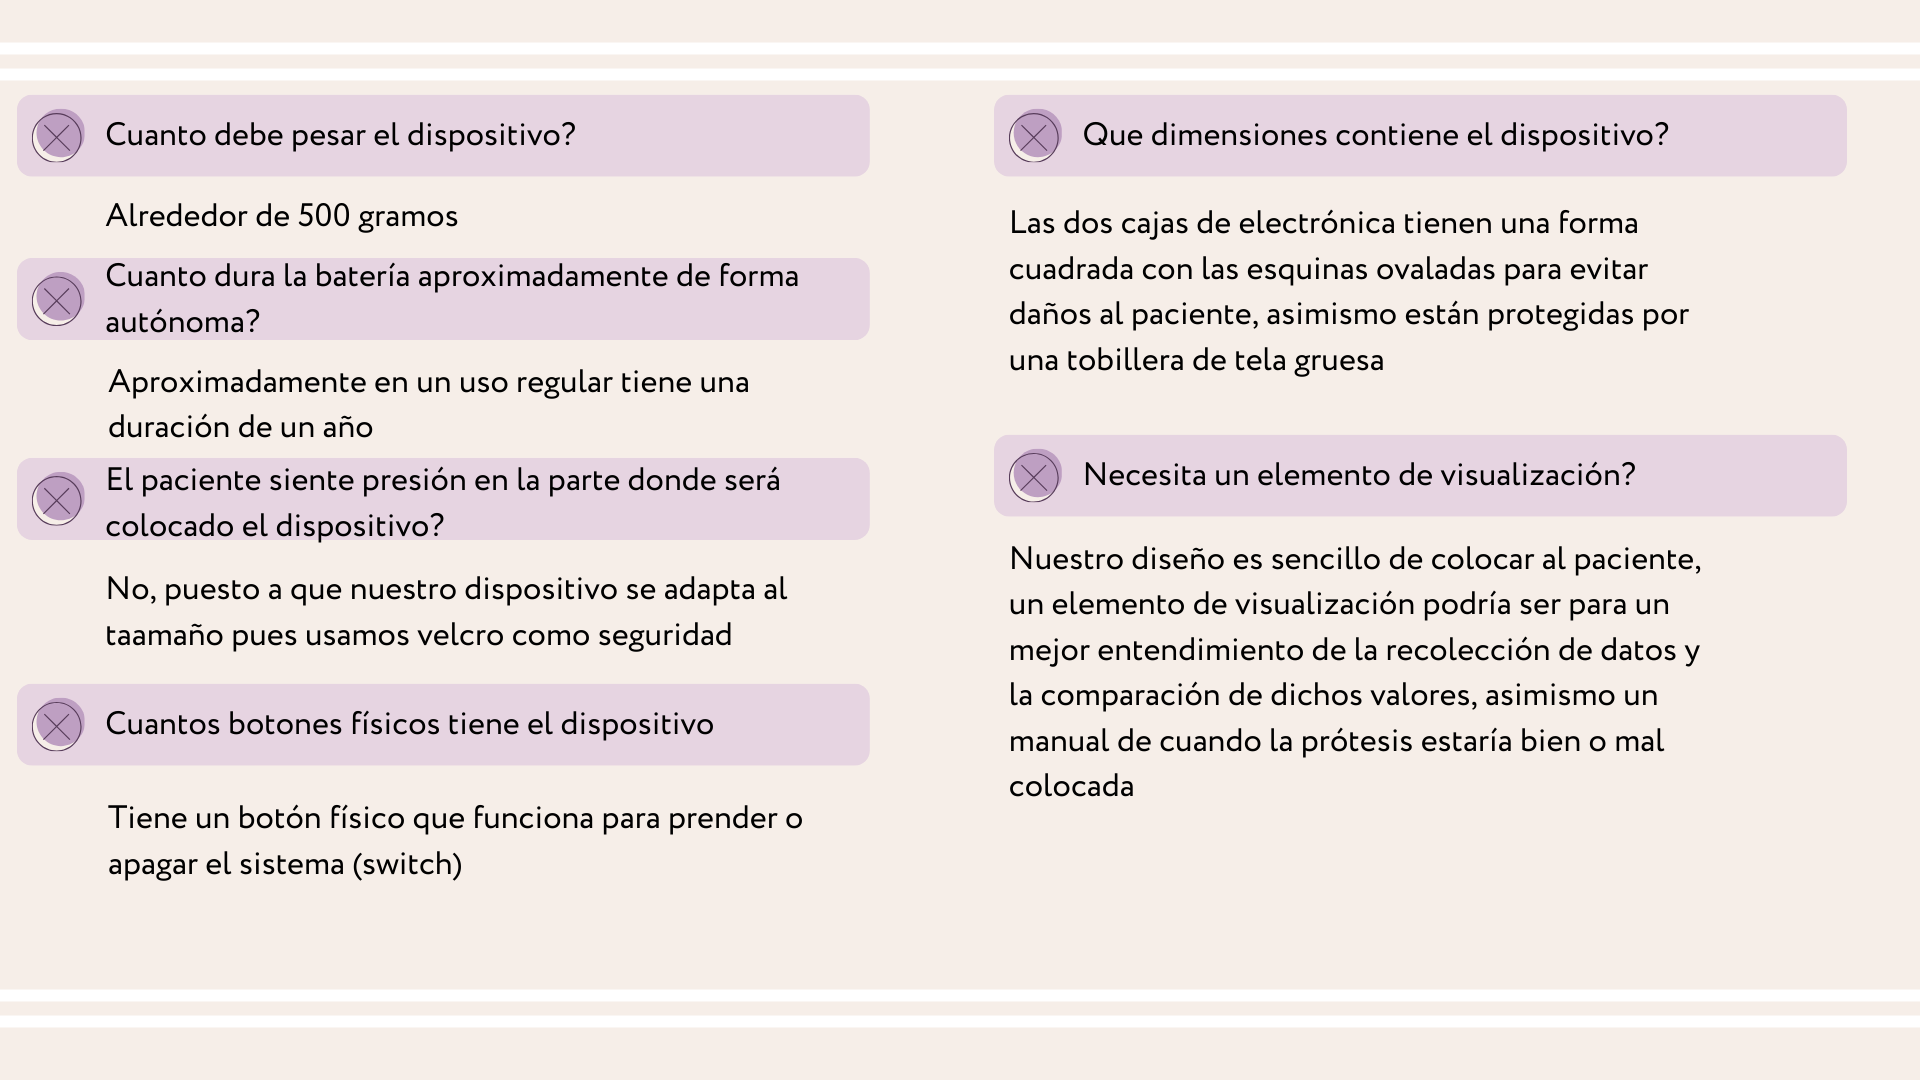 Cuanto debe pesar el dispositivo?
Alrededor de 500 gramos
Cuanto dura la batería aproximadamente de forma
autónoma?
Aproximadamente en un uso regular tiene una
duración de un año
El paciente siente presión en la parte donde será
colocado el dispositivo?
No, puesto a que nuestro dispositivo se adapta al
taamaño pues usamos velcro como seguridad
Cuantos botones físicos tiene el dispositivo
Tiene un botón físico que funciona para prender o
apagar el sistema (switch)
Que dimensiones contiene el dispositivo?
Las dos cajas de electrónica tienen una forma
cuadrada con las esquinas ovaladas para evitar
daños al paciente, asimismo están protegidas por
una tobillera de tela gruesa
Necesita un elemento de visualización?
Nuestro diseño es sencillo de colocar al paciente,
un elemento de visualización podría ser para un
mejor entendimiento de la recolección de datos y
la comparación de dichos valores, asimismo un
manual de cuando la prótesis estaría bien o mal
colocada